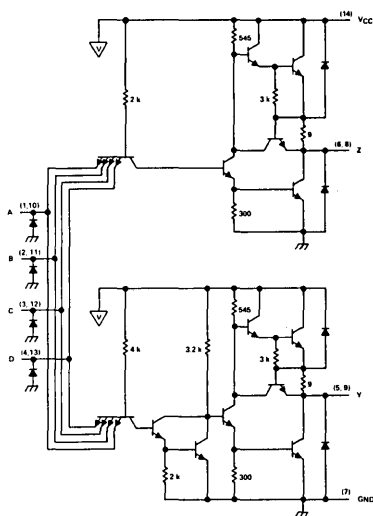 (14) VCC
V
545
2 k
3 k
9
(6, 8) Z
A (1,10)
300
B (2, 11)
C (3, 12)
V
545
D (4,13)
4 k
3.2 k
3 k
9
(5, 9) Y
2 k
300
(7) GND